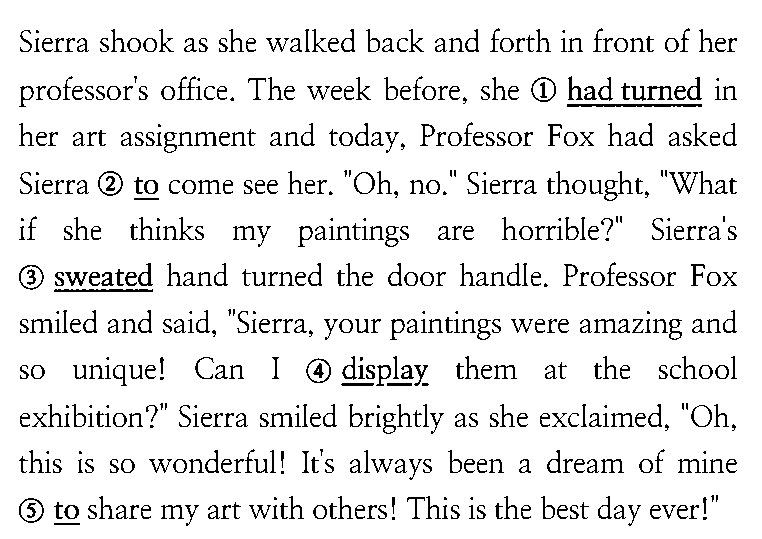 Sierra shook as she walked back and forth in front of her
professor's office. The week before, she ① had turned in
her art assignment and today, Professor Fox had asked
Sierra ② to come see her. "Oh, no." Sierra thought, "What
if she thinks my paintings are horrible?" Sierra's
③ sweated hand turned the door handle. Professor Fox
smiled and said, "Sierra, your paintings were amazing and
so unique! Can I ④ display them at the school
exhibition?" Sierra smiled brightly as she exclaimed, "Oh,
this is so wonderful! It's always been a dream of mine
⑤ to share my art with others! This is the best day ever!"